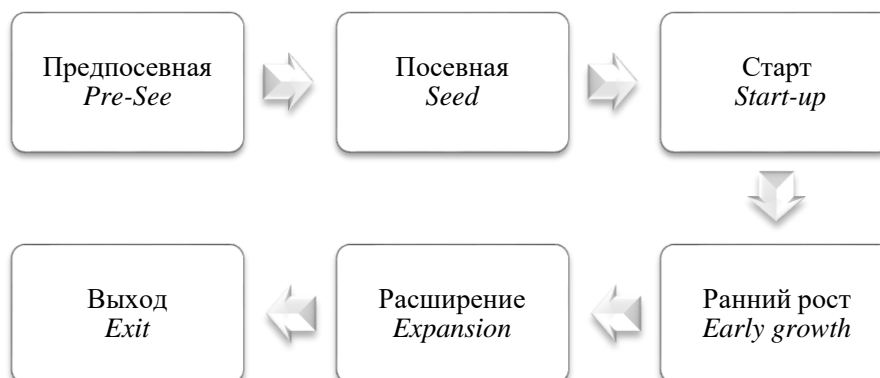 Предпосевная
Pre-See
Посевная
Seed
Старт
Start-up
Ранний рост
Early growth
Расширение
Expansion
Выход
Exit